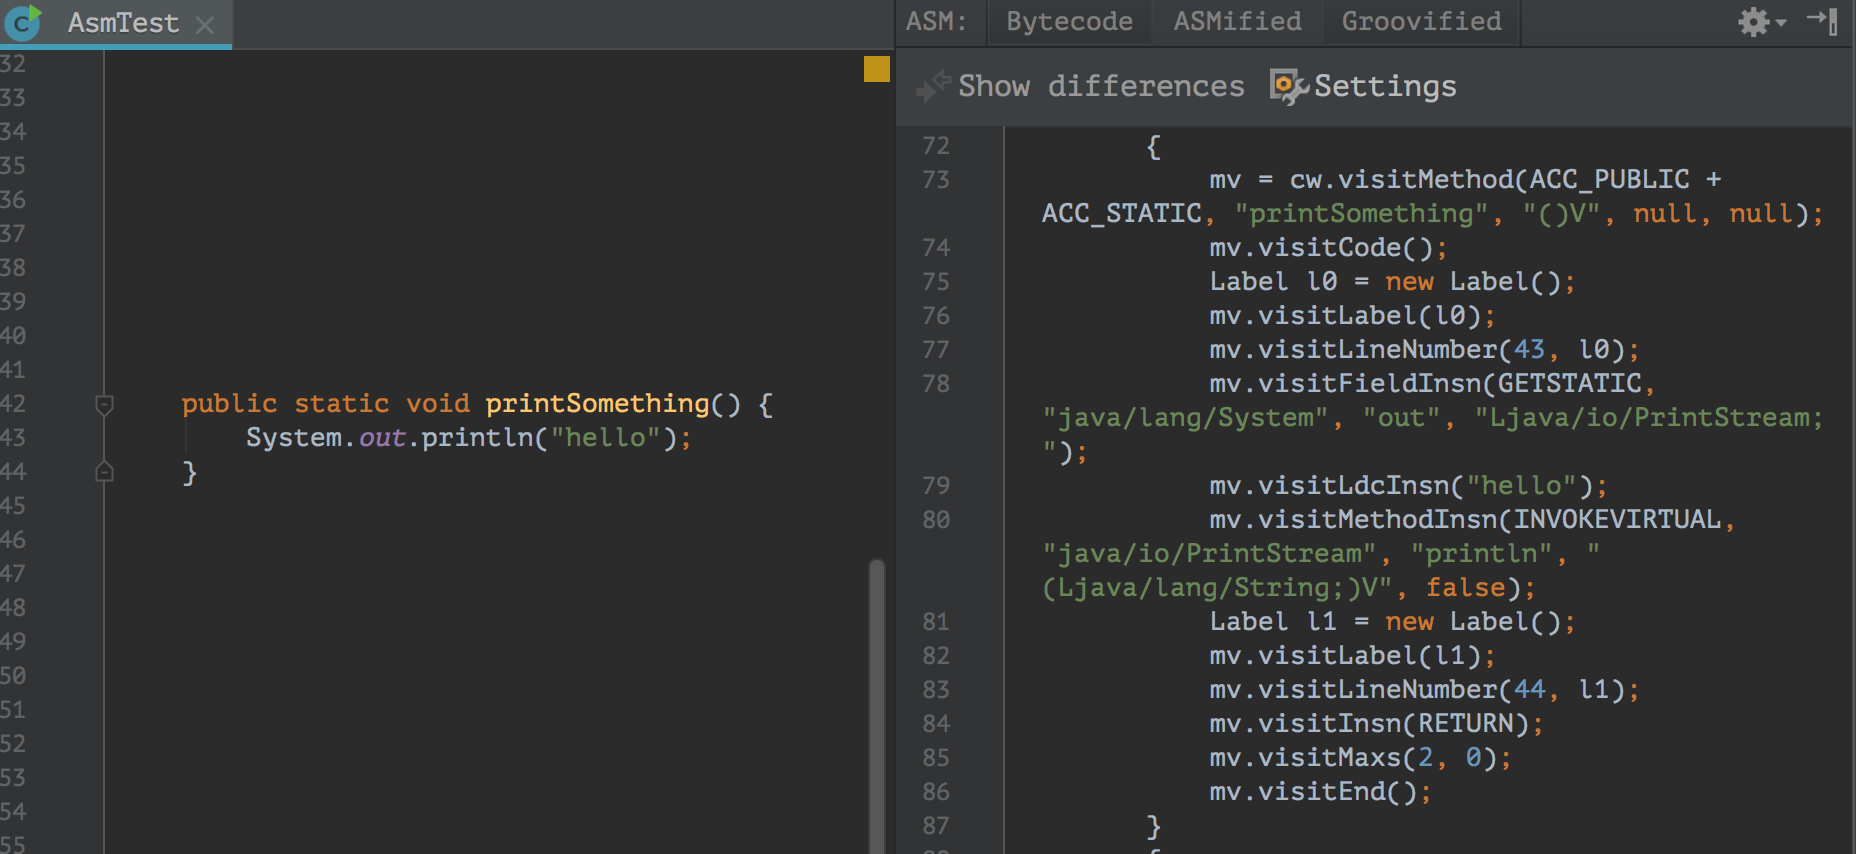 AsmTest
32
33
34
35
36
37
38
39
40
41
42 public static void printSomething() {
43 System.out.println("hello");
44 }
45
46
47
48
49
50
51
52
53
54
55
ASM: Bytecode ASMified Groovified
Show differences Settings
72 {
73 mv = cw.visitMethod(ACC_PUBLIC +
ACC_STATIC, "printSomething", "()V", null, null);
74 mv.visitCode();
75 Label l0 = new Label();
76 mv.visitLabel(l0);
77 mv.visitLineNumber(43, l0);
78 mv.visitFieldInsn(GETSTATIC,
"java/lang/System", "out", "Ljava/io/PrintStream;
");
79 mv.visitLdcInsn("hello");
80 mv.visitMethodInsn(INVOKEVIRTUAL,
"java/io/PrintStream", "println", "
(Ljava/lang/String;)V", false);
81 Label l1 = new Label();
82 mv.visitLabel(l1);
83 mv.visitLineNumber(44, l1);
84 mv.visitInsn(RETURN);
85 mv.visitMaxs(2, 0);
86 mv.visitEnd();
87 }